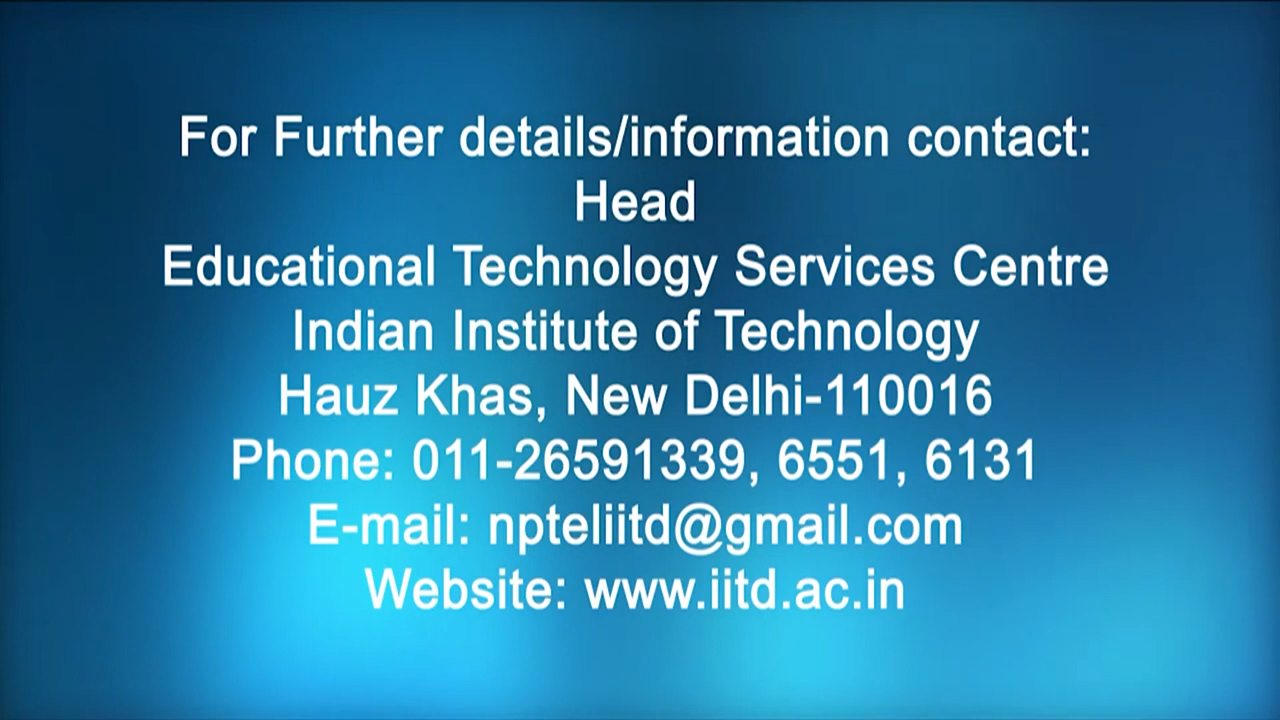 For Further details/information contact:
Head
Educational Technology Services Centre
Indian Institute of Technology
Hauz Khas, New Delhi-110016
Phone: 011-26591339, 6551, 6131
E-mail: npteliitd@gmail.com
Website: www.iitd.ac.in